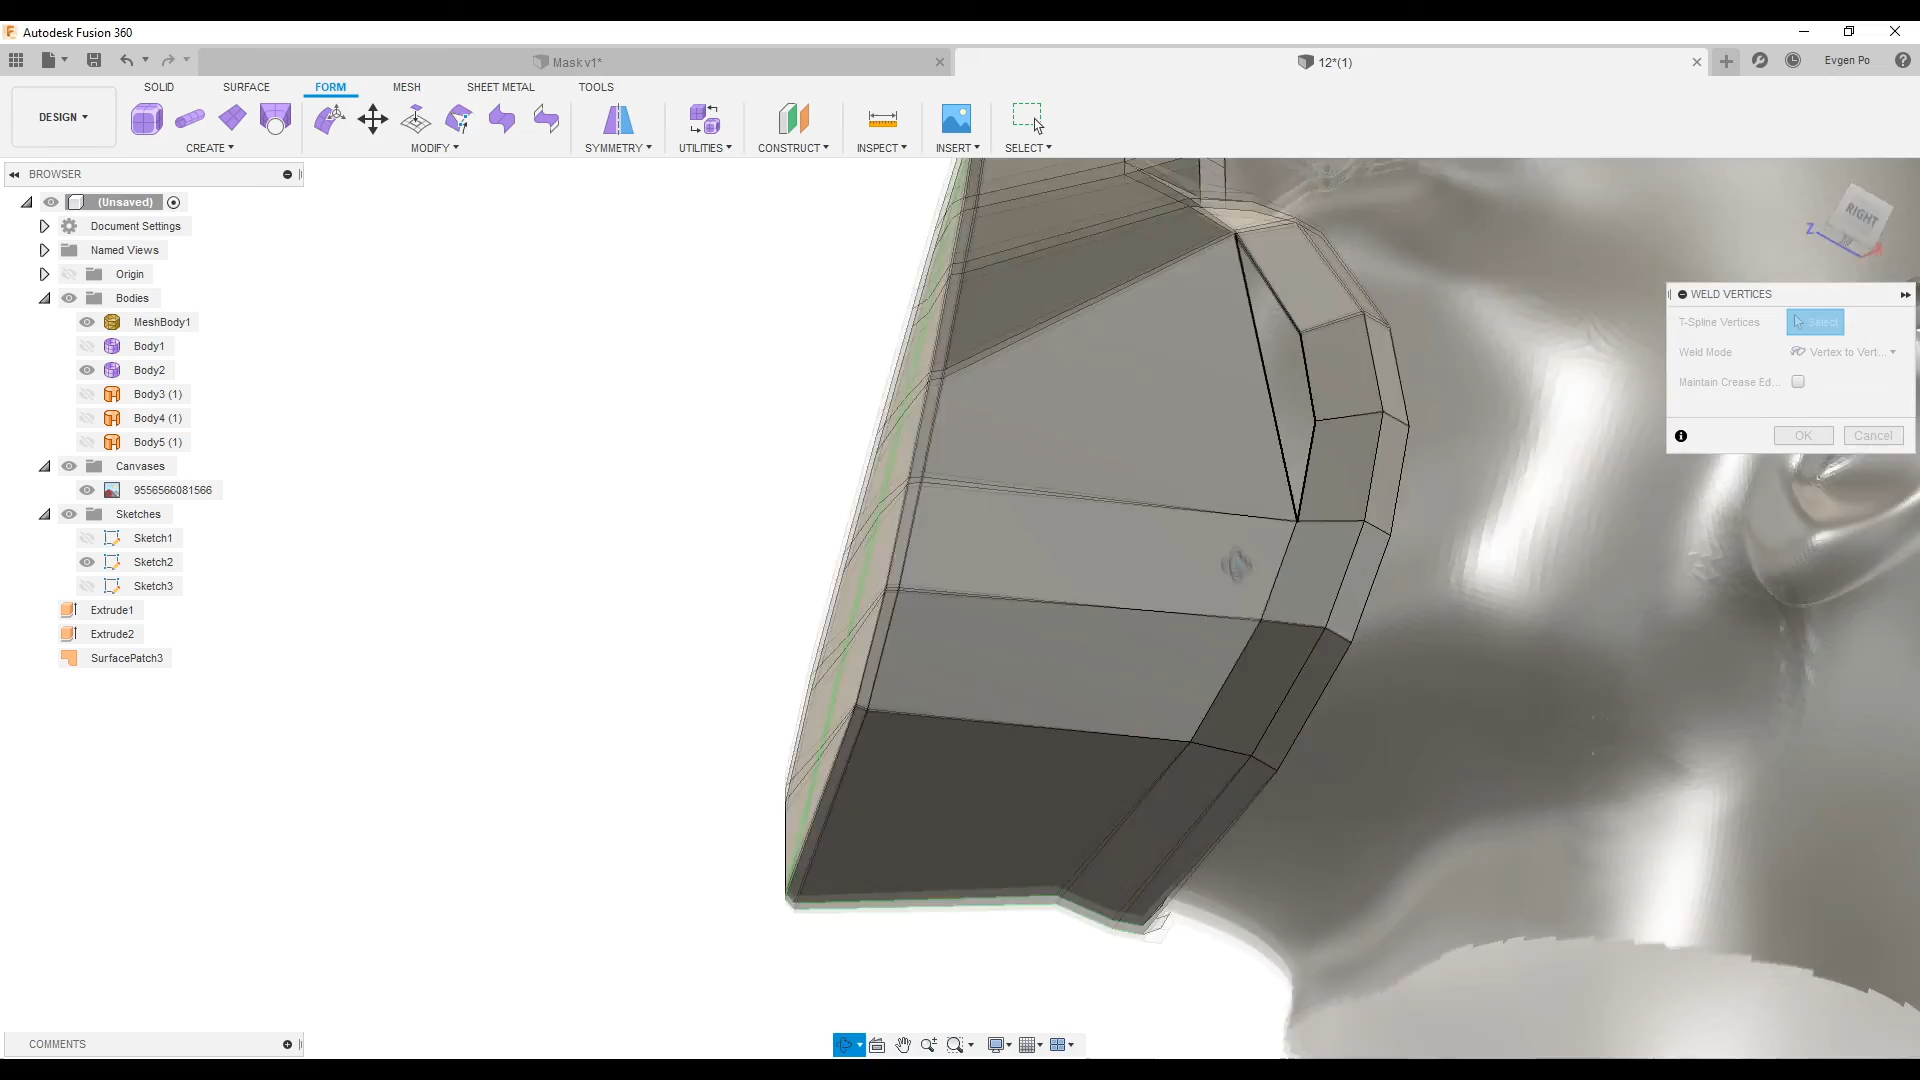 Autodesk Fusion 360
Mask v1*
12*(1)
Evgen Po
DESIGN
SOLID
SURFACE
FORM
MESH
SHEET METAL
TOOLS
CREATE
MODIFY
SYMMETRY
UTILITIES
CONSTRUCT
INSPECT
INSERT
SELECT
BROWSER
(Unsaved)
Document Settings
Named Views
Origin
Bodies
MeshBody1
Body1
Body2
Body3 (1)
Body4 (1)
Body5 (1)
Canvases
9556566081566
Sketches
Sketch1
Sketch2
Sketch3
Extrude1
Extrude2
SurfacePatch3
RIGHT
Z
X
WELD VERTICES
T-Spline Vertices
Select
Weld Mode
Vertex to Vert...
Maintain Crease Ed...
OK
Cancel
COMMENTS